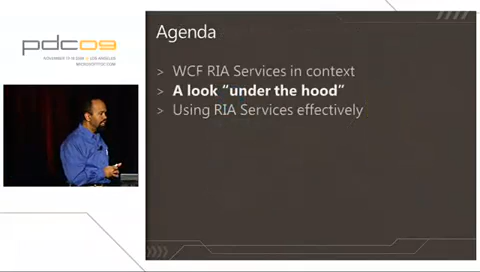 pdc09
NOVEMBER 17-19 2009 | LOS ANGELES
MICROSOFTPDC.COM
Agenda
> WCF RIA Services in context
> A look “under the hood”
> Using RIA Services effectively